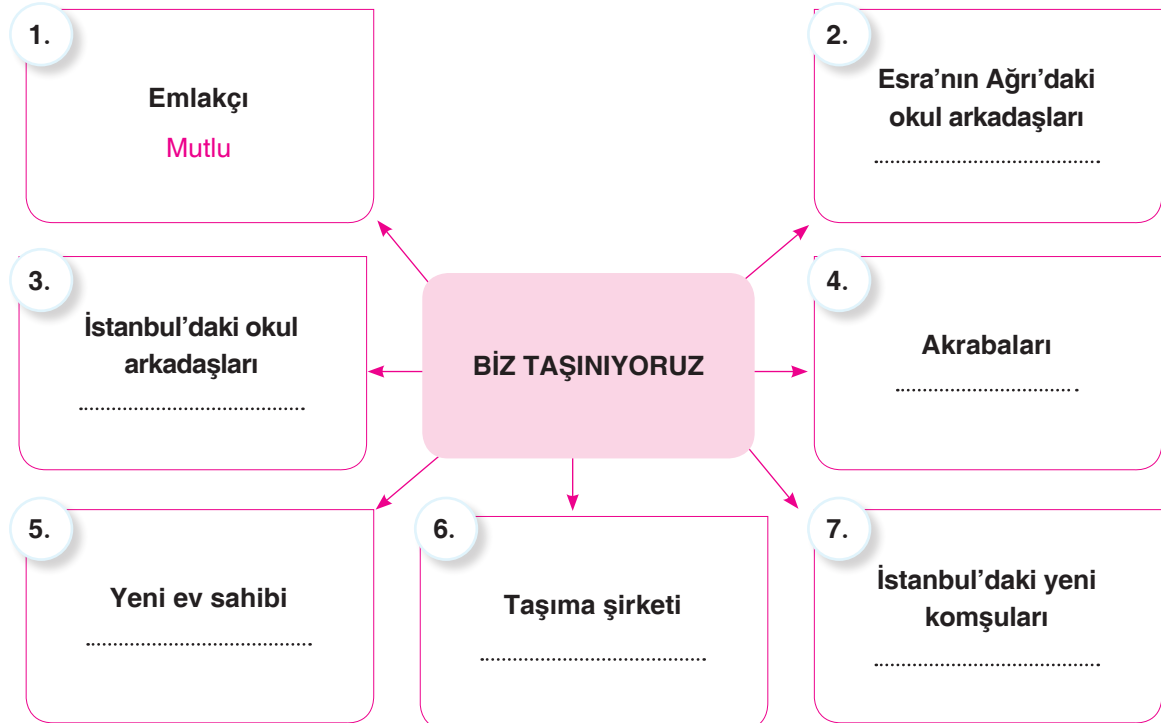 1.
Emlakçı
Mutlu
2.
Esra’nın Ağrı’daki
okul arkadaşları
..........................................
3.
İstanbul’daki okul
arkadaşları
..........................................
BİZ TAŞINIYORUZ
4.
Akrabaları
..................................
5.
Yeni ev sahibi
..........................................
6.
Taşıma şirketi
..........................................
7.
İstanbul’daki yeni
komşuları
..........................................